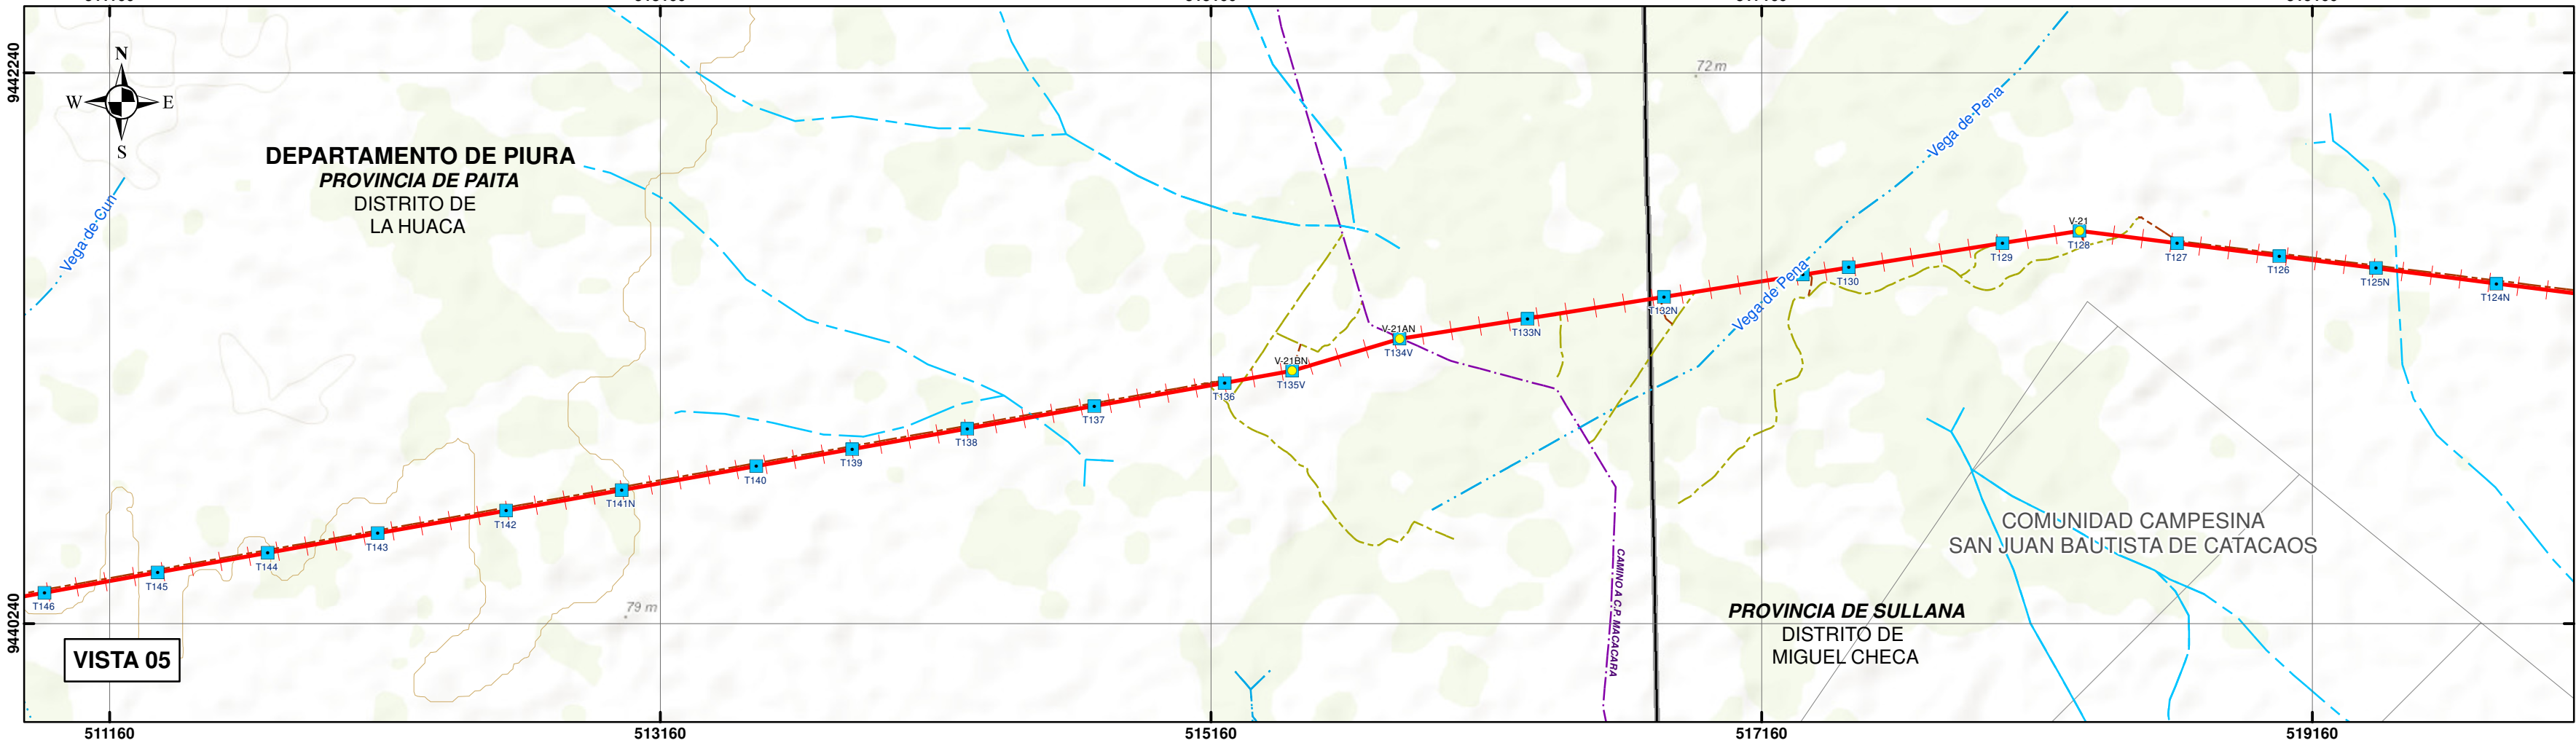 9442240
N
W E
S
72 m
Vega de Pena
DEPARTAMENTO DE PIURA
PROVINCIA DE PAITA
DISTRITO DE
LA HUACA
Vega de Cun
V-21
T128
T129
T127
T126
T130
T125N
T124N
Vega de Pena
T132N
T133N
V-21AN
T134V
V-21BN
T135V
T136
T137
T138
T139
T140
T141N
T142
T143
T144
T145
T146
COMUNIDAD CAMPESINA
SAN JUAN BAUTISTA DE CATACAOS
CAMINO A C.P. MACACARA
79 m
9440240
PROVINCIA DE SULLANA
DISTRITO DE
MIGUEL CHECA
VISTA 05
511160 513160 515160 517160 519160